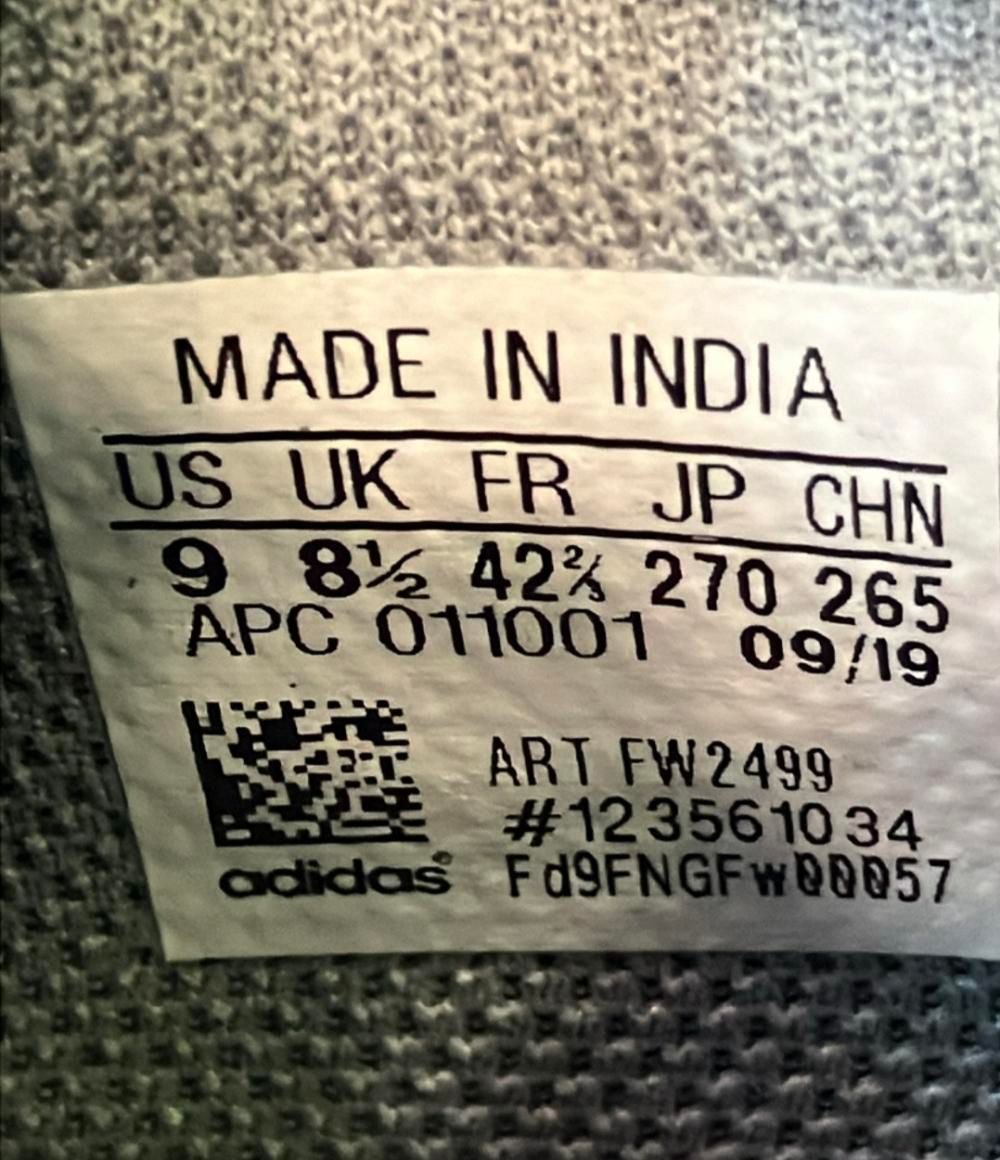 MADE IN INDIA
US UK FR JP CHN
9 8½ 42⅔ 270 265
APC 011001 09/19
ART FW2499
#123561034
adidas® Fd9FNGFw00057